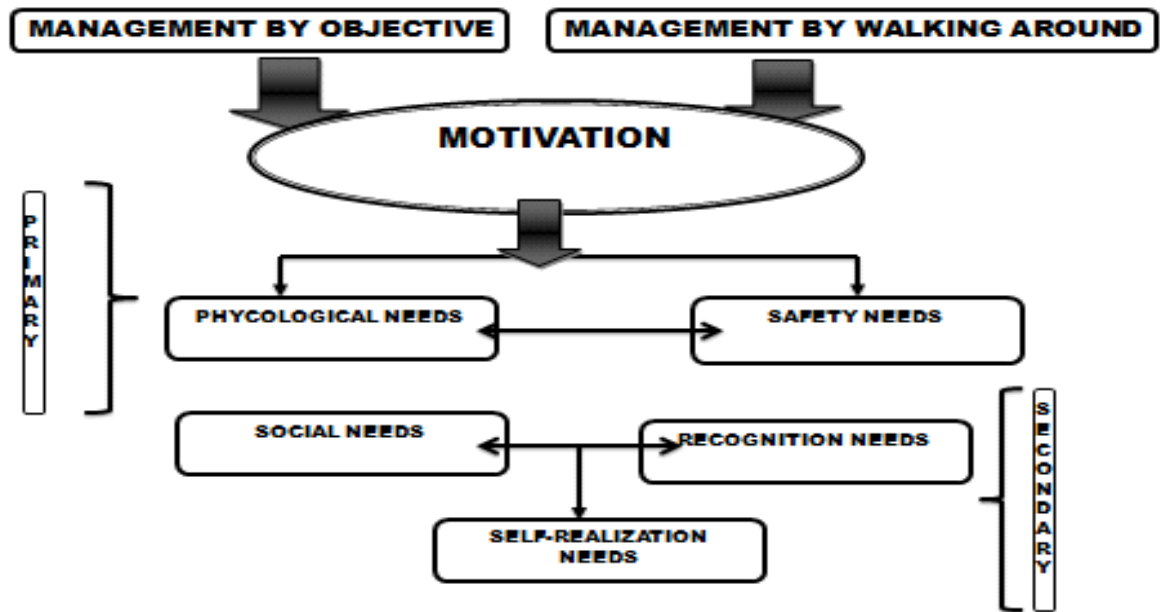 MANAGEMENT BY OBJECTIVE
MANAGEMENT BY WALKING AROUND
MOTIVATION
PRIMARY
PHYCOLOGICAL NEEDS
SAFETY NEEDS
SOCIAL NEEDS
RECOGNITION NEEDS
SECONDARY
SELF-REALIZATION
NEEDS